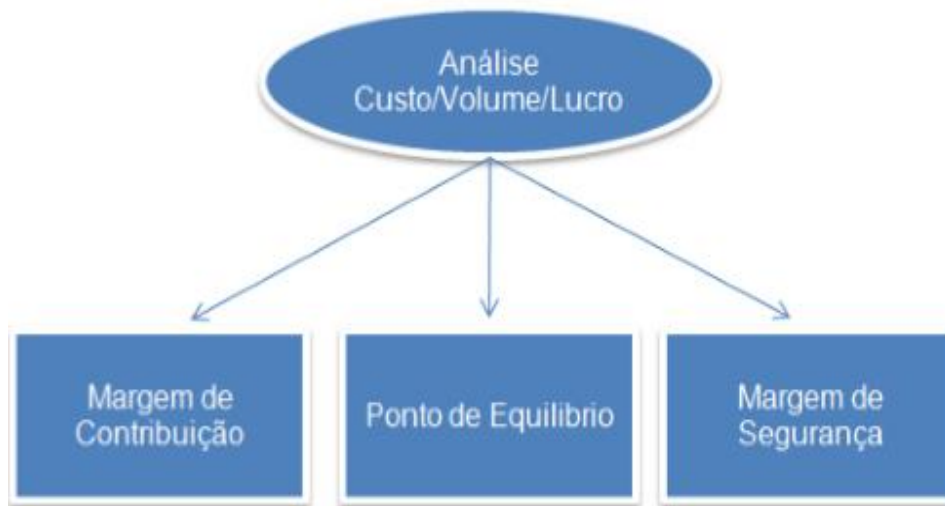 Análise
Custo/Volume/Lucro
Margem de
Contribuição
Ponto de Equilibrio
Margem de
Segurança